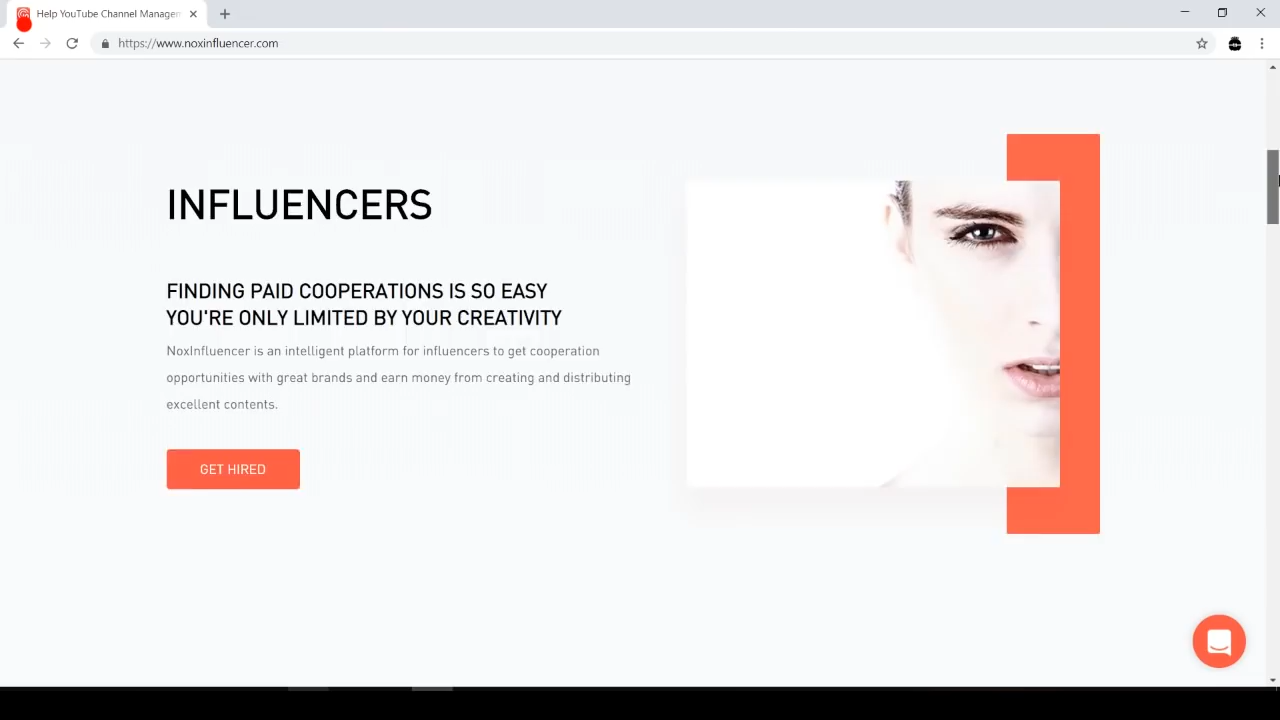 Help YouTube Channel Managem
https://www.noxinfluencer.com
INFLUENCERS
FINDING PAID COOPERATIONS IS SO EASY
YOU'RE ONLY LIMITED BY YOUR CREATIVITY
NoxInfluencer is an intelligent platform for influencers to get cooperation
opportunities with great brands and earn money from creating and distributing
excellent contents.
GET HIRED